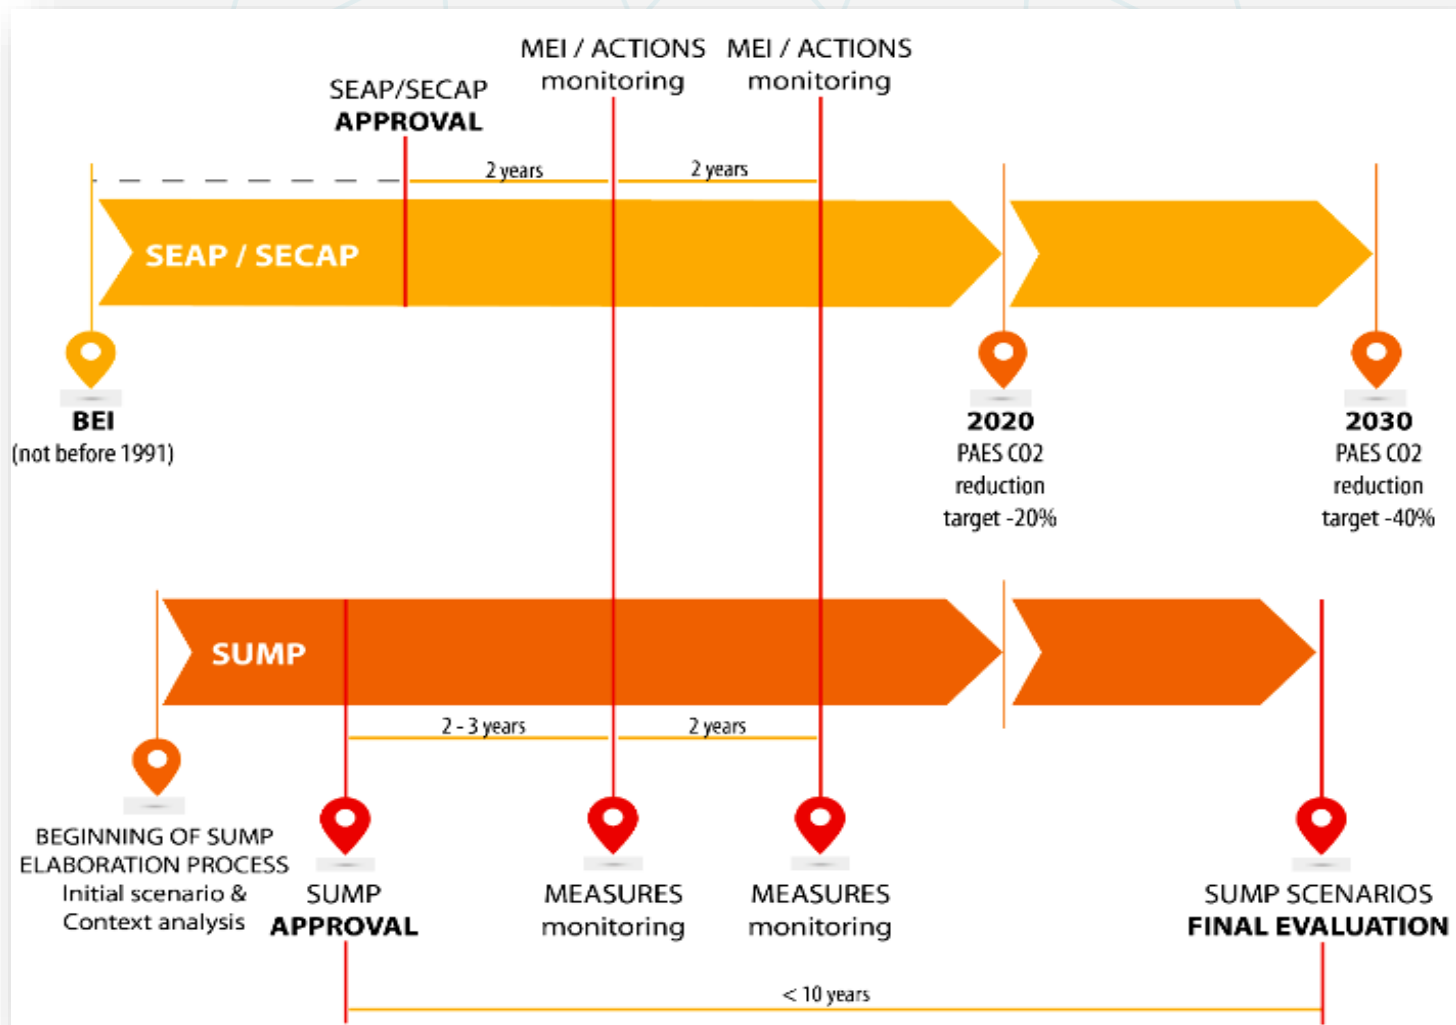 MEI / ACTIONS
monitoring
MEI / ACTIONS
monitoring
SEAP/SECAP
APPROVAL
2 years
2 years
SEAP / SECAP
BEI
(not before 1991)
2020
PAES CO2
reduction
target -20%
2030
PAES CO2
reduction
target -40%
SUMP
2 - 3 years
2 years
BEGINNING OF SUMP
ELABORATION PROCESS
Initial scenario &
Context analysis
SUMP
APPROVAL
MEASURES
monitoring
MEASURES
monitoring
SUMP SCENARIOS
FINAL EVALUATION
< 10 years